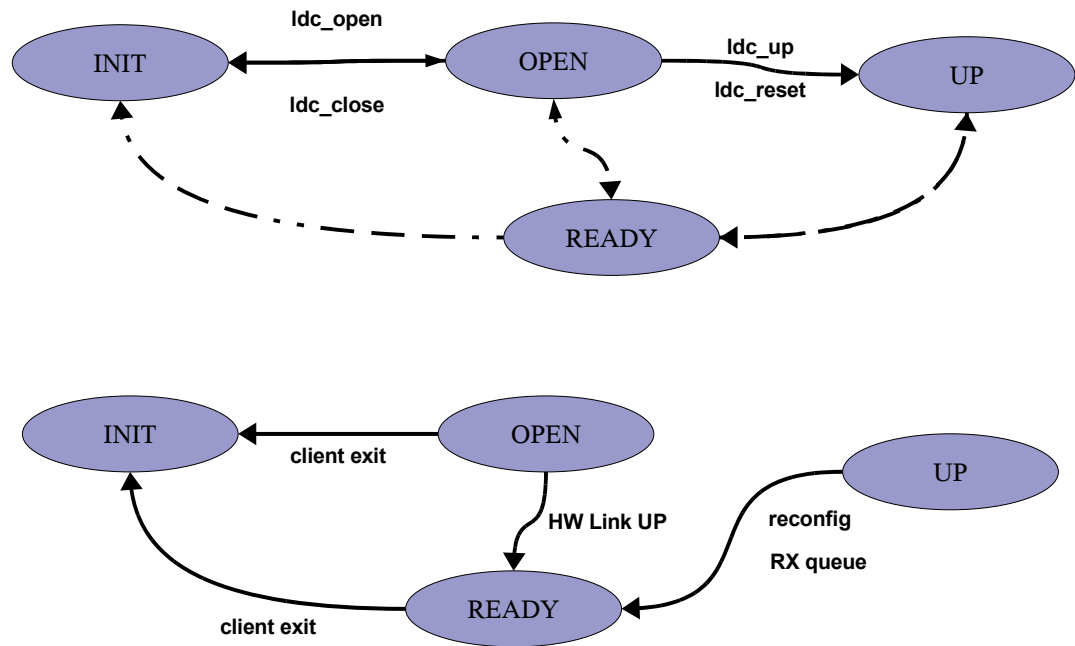 ldc_open
INIT
OPEN
ldc_up
UP
ldc_close
ldc_reset
READY
INIT
OPEN
client exit
UP
HW Link UP
reconfig
RX queue
READY
client exit